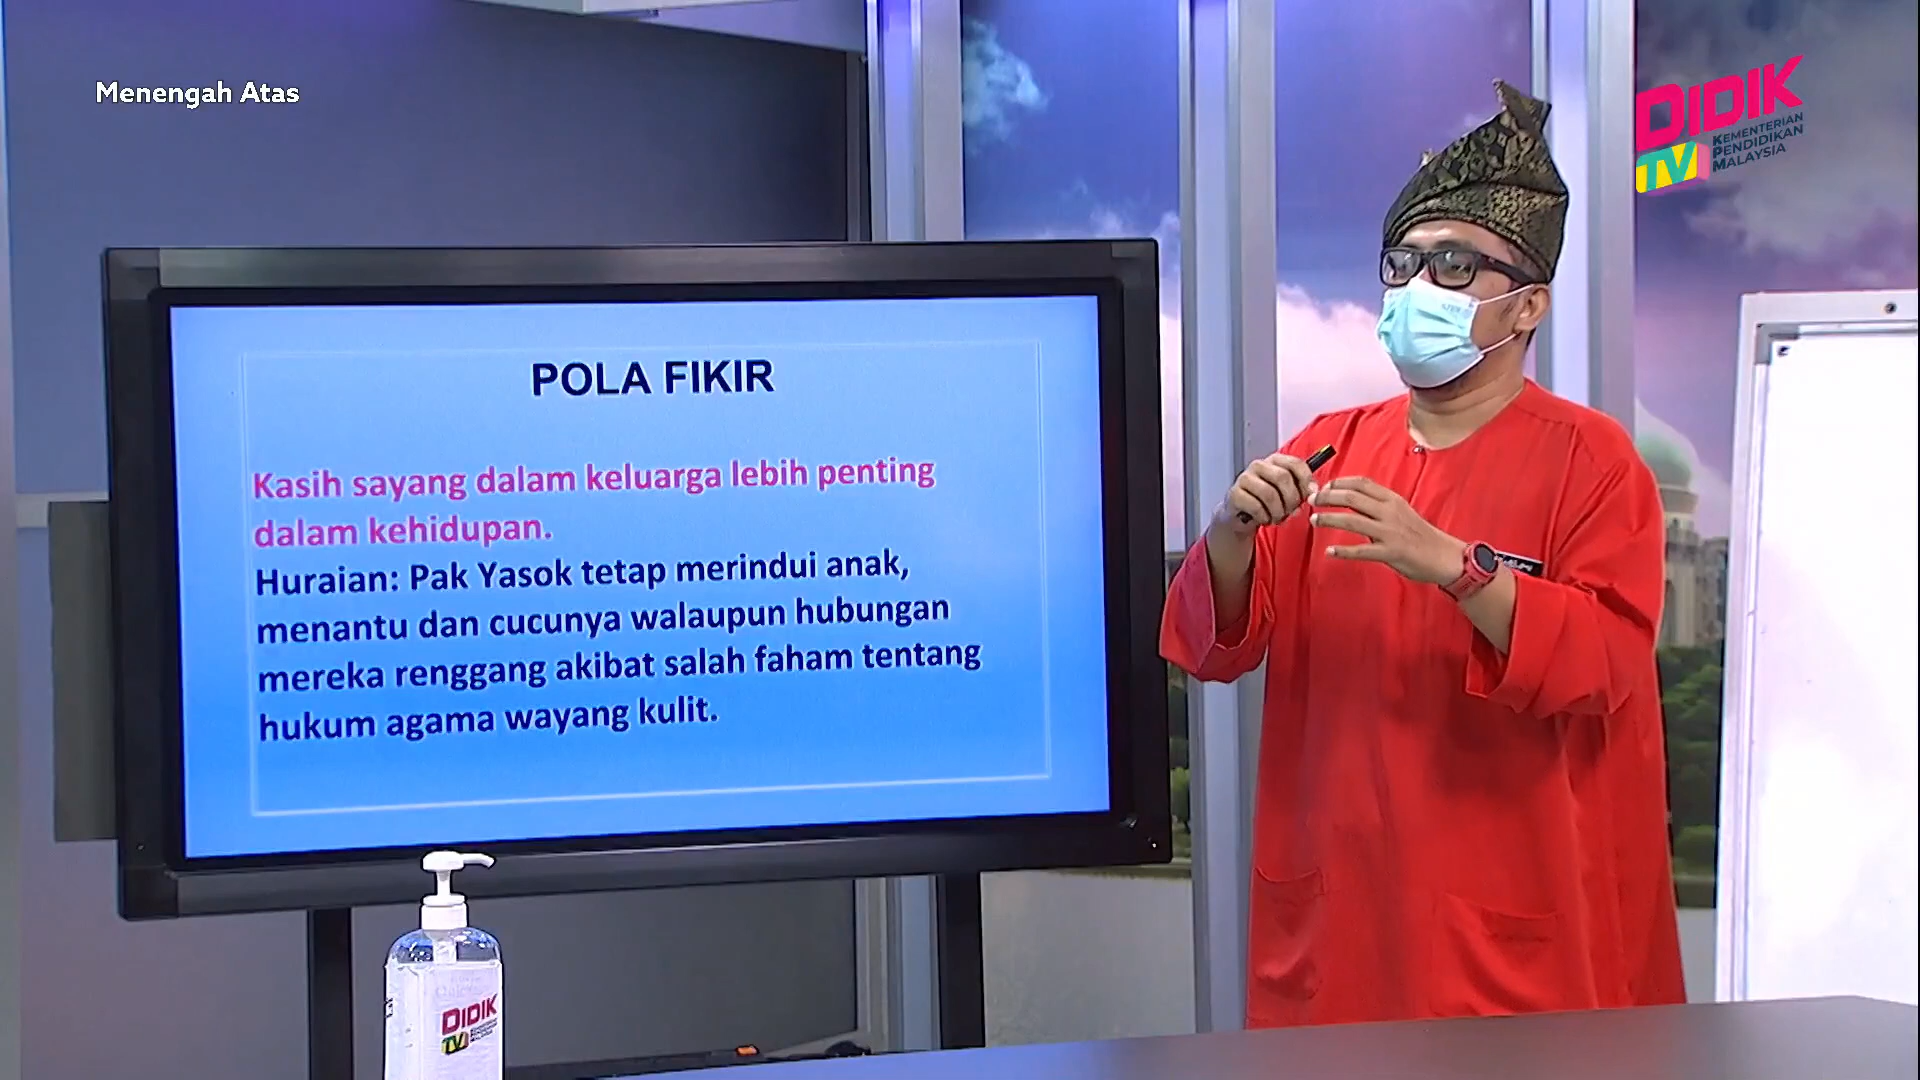 Menengah Atas
DIDIK
TV
KEMENTERIAN
PENDIDIKAN
MALAYSIA
POLA FIKIR
Kasih sayang dalam keluarga lebih penting
dalam kehidupan.
Huraian: Pak Yasok tetap merindui anak,
menantu dan cucunya walaupun hubungan
mereka renggang akibat salah faham tentang
hukum agama wayang kulit.
DIDIK
TV